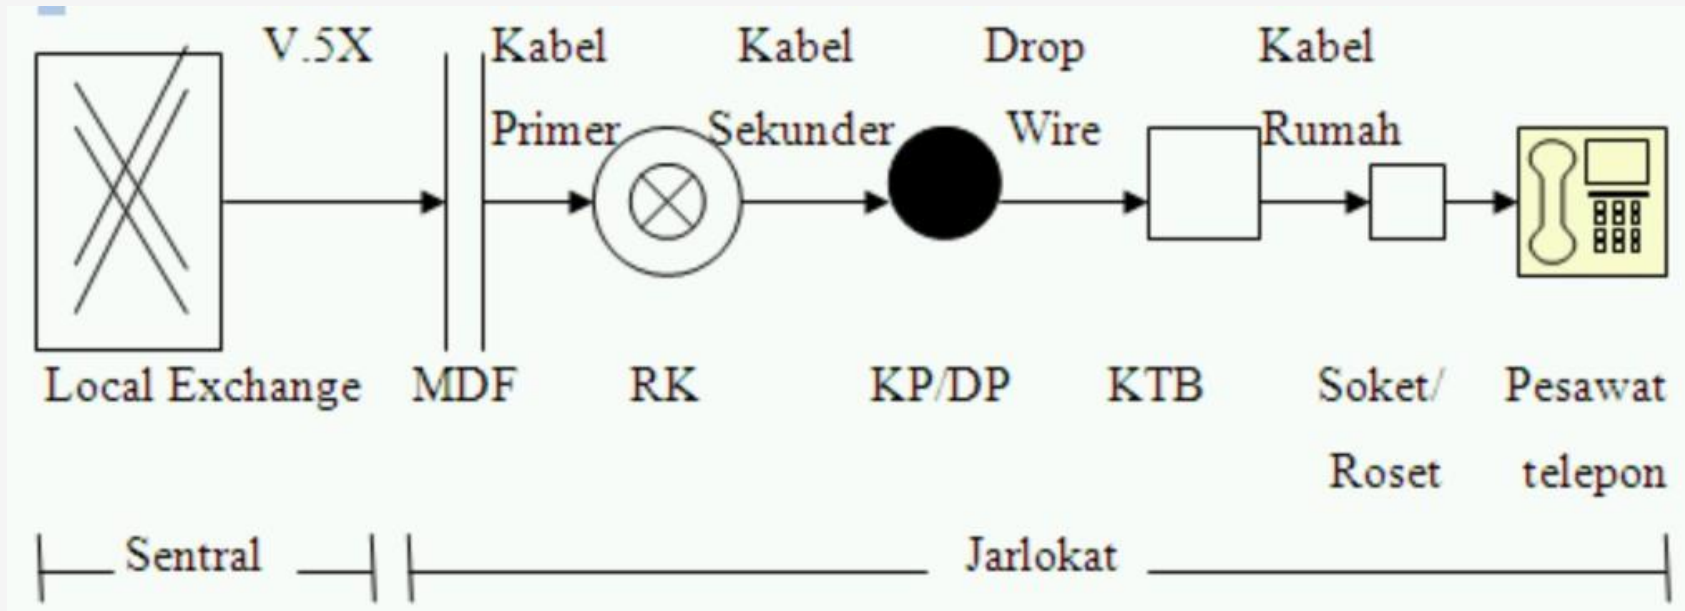 V.5X
Kabel Primer
Kabel Sekunder
Drop Wire
Kabel Rumah
Local Exchange
MDF
RK
KP/DP
KTB
Soket/
Roset
Pesawat
telepon
Sentral
Jarlokat